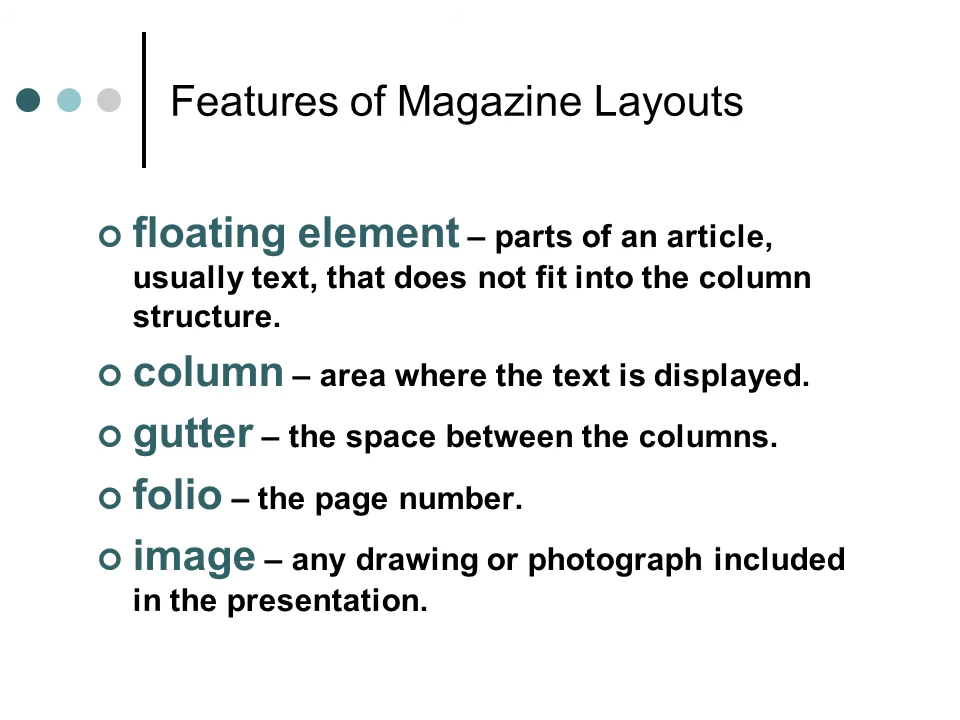 Features of Magazine Layouts
floating element – parts of an article,
usually text, that does not fit into the column
structure.
column – area where the text is displayed.
gutter – the space between the columns.
folio – the page number.
image – any drawing or photograph included
in the presentation.